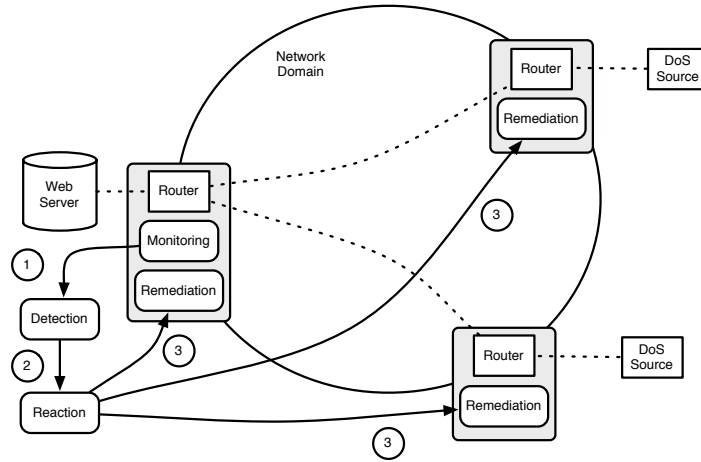 Network
Domain
Router
DoS
Source
Remediation
Web
Server
Router
Monitoring
Remediation
3
1
Detection
2
3
Reaction
Router
DoS
Source
Remediation
3